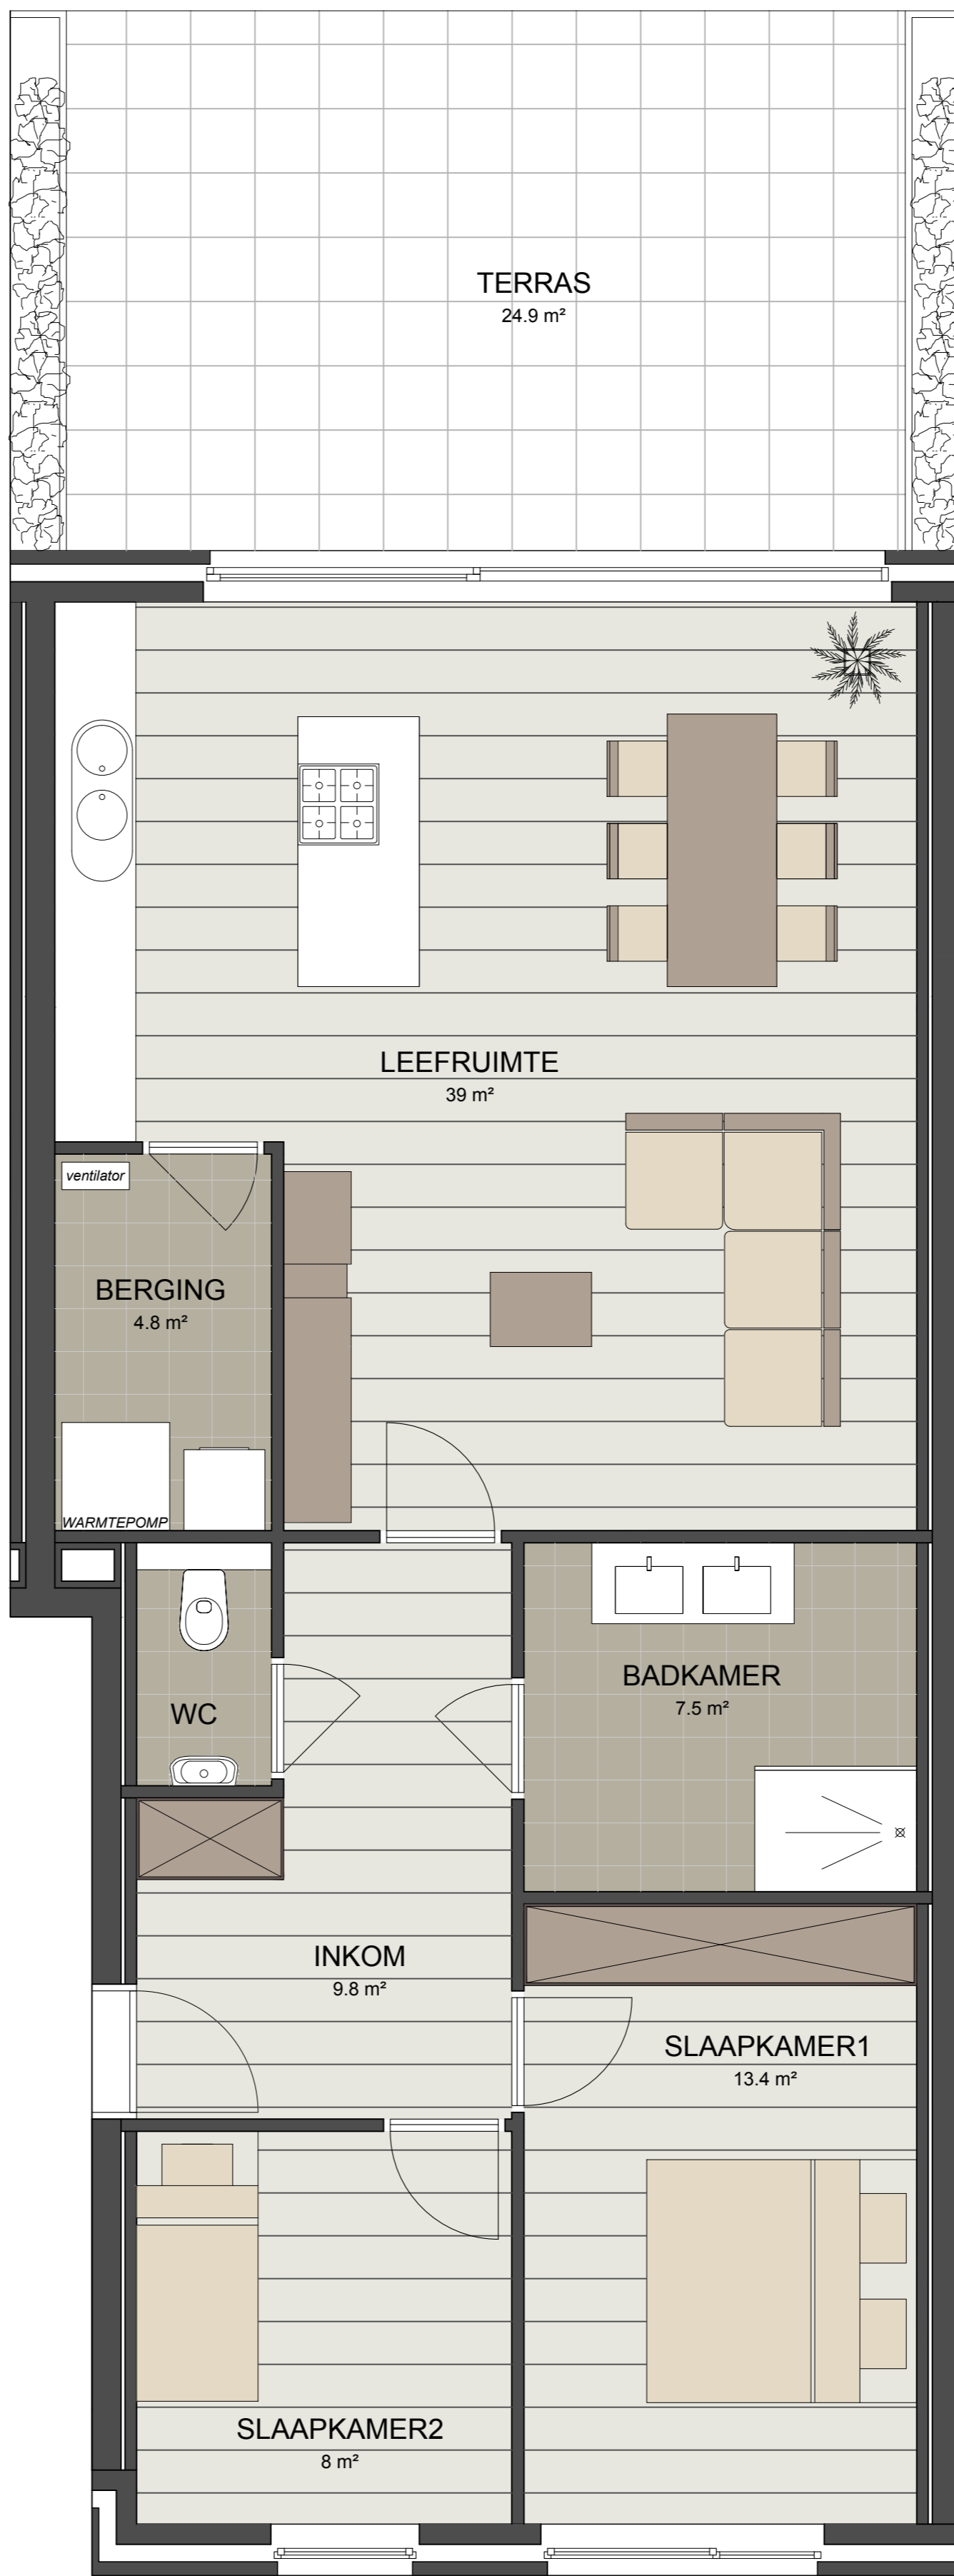 TERRAS
24.9 m²
LEEFRUIMTE
39 m²
ventilator
BERGING
4.8 m²
WARMTEPOMP
WC
BADKAMER
7.5 m²
INKOM
9.8 m²
SLAAPKAMER1
13.4 m²
SLAAPKAMER2
8 m²